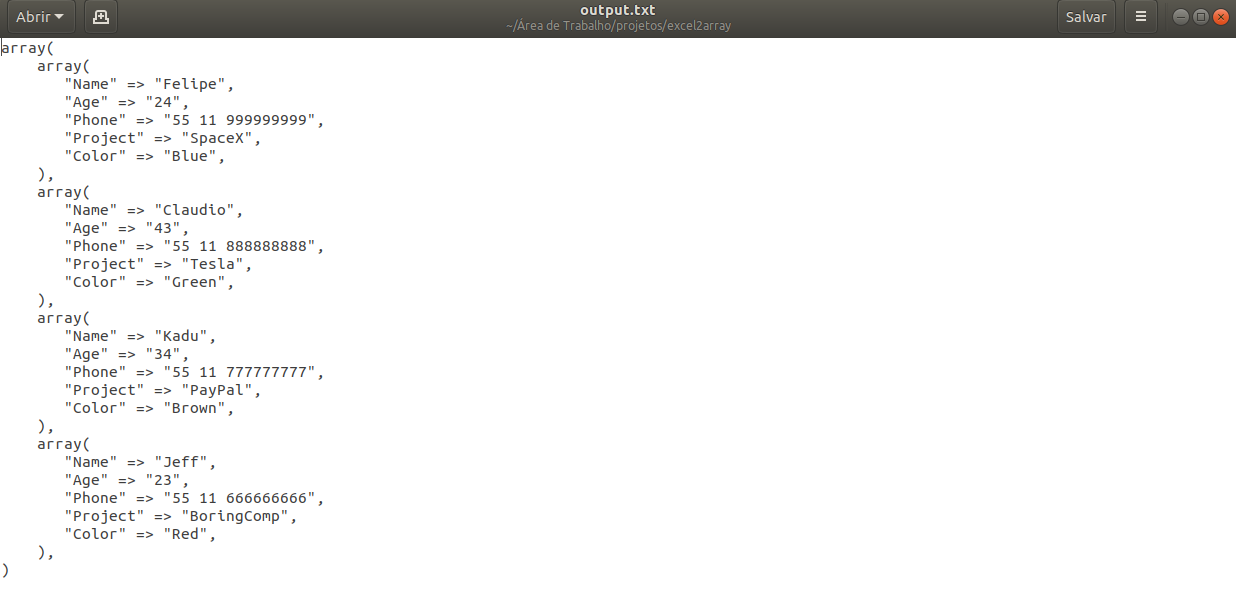 Abrir
output.txt
~/Área de Trabalho/projetos/excel2array
Salvar
array(
    array(
       "Name" => "Felipe",
       "Age" => "24",
       "Phone" => "55 11 999999999",
       "Project" => "SpaceX",
       "Color" => "Blue",
    ),
    array(
       "Name" => "Claudio",
       "Age" => "43",
       "Phone" => "55 11 888888888",
       "Project" => "Tesla",
       "Color" => "Green",
    ),
    array(
       "Name" => "Kadu",
       "Age" => "34",
       "Phone" => "55 11 777777777",
       "Project" => "PayPal",
       "Color" => "Brown",
    ),
    array(
       "Name" => "Jeff",
       "Age" => "23",
       "Phone" => "55 11 666666666",
       "Project" => "BoringComp",
       "Color" => "Red",
    ),
)